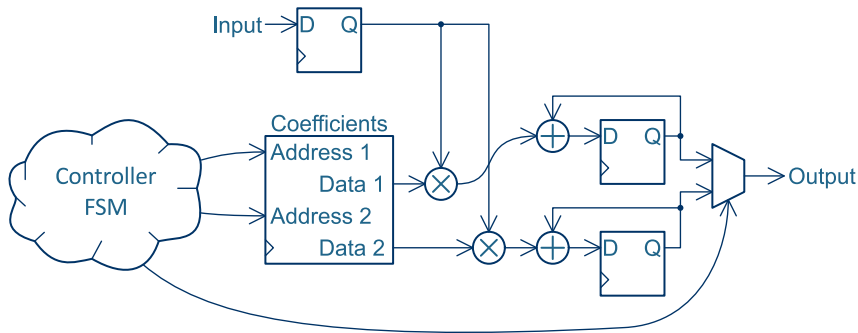 Input
D Q
Coefficients
Address 1
Data 1
Address 2
Data 2
Controller
FSM
D Q
D Q
Output